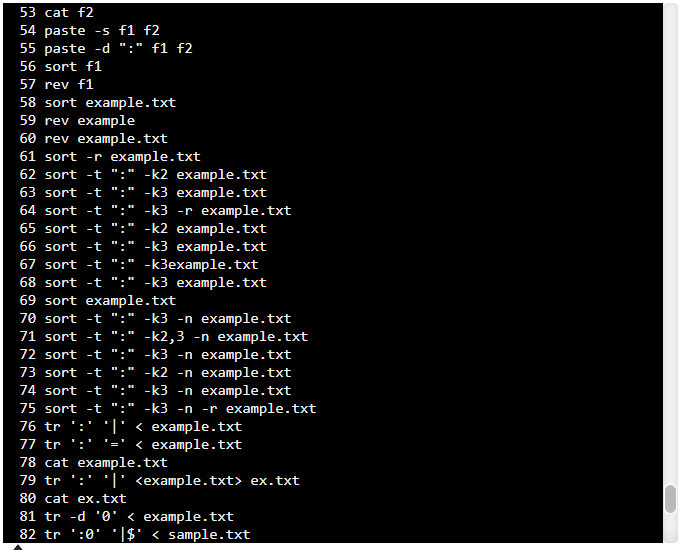 53 cat f2
54 paste -s f1 f2
55 paste -d ":" f1 f2
56 sort f1
57 rev f1
58 sort example.txt
59 rev example
60 rev example.txt
61 sort -r example.txt
62 sort -t ":" -k2 example.txt
63 sort -t ":" -k3 example.txt
64 sort -t ":" -k3 -r example.txt
65 sort -t ":" -k2 example.txt
66 sort -t ":" -k3 example.txt
67 sort -t ":" -k3example.txt
68 sort -t ":" -k3 example.txt
69 sort example.txt
70 sort -t ":" -k3 -n example.txt
71 sort -t ":" -k2,3 -n example.txt
72 sort -t ":" -k3 -n example.txt
73 sort -t ":" -k2 -n example.txt
74 sort -t ":" -k3 -n example.txt
75 sort -t ":" -k3 -n -r example.txt
76 tr ':' '|' < example.txt
77 tr ':' '=' < example.txt
78 cat example.txt
79 tr ':' '|' <example.txt> ex.txt
80 cat ex.txt
81 tr -d '0' < example.txt
82 tr ':0' '|$' < sample.txt